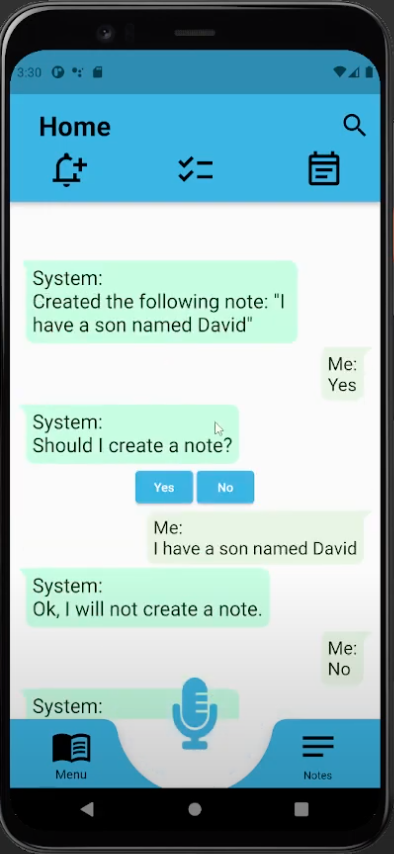 3:30
Home
System:
Created the following note: "I
have a son named David"
Me:
Yes
System:
Should I create a note?
Yes
No
Me:
I have a son named David
System:
Ok, I will not create a note.
Me:
No
System:
Menu
Notes